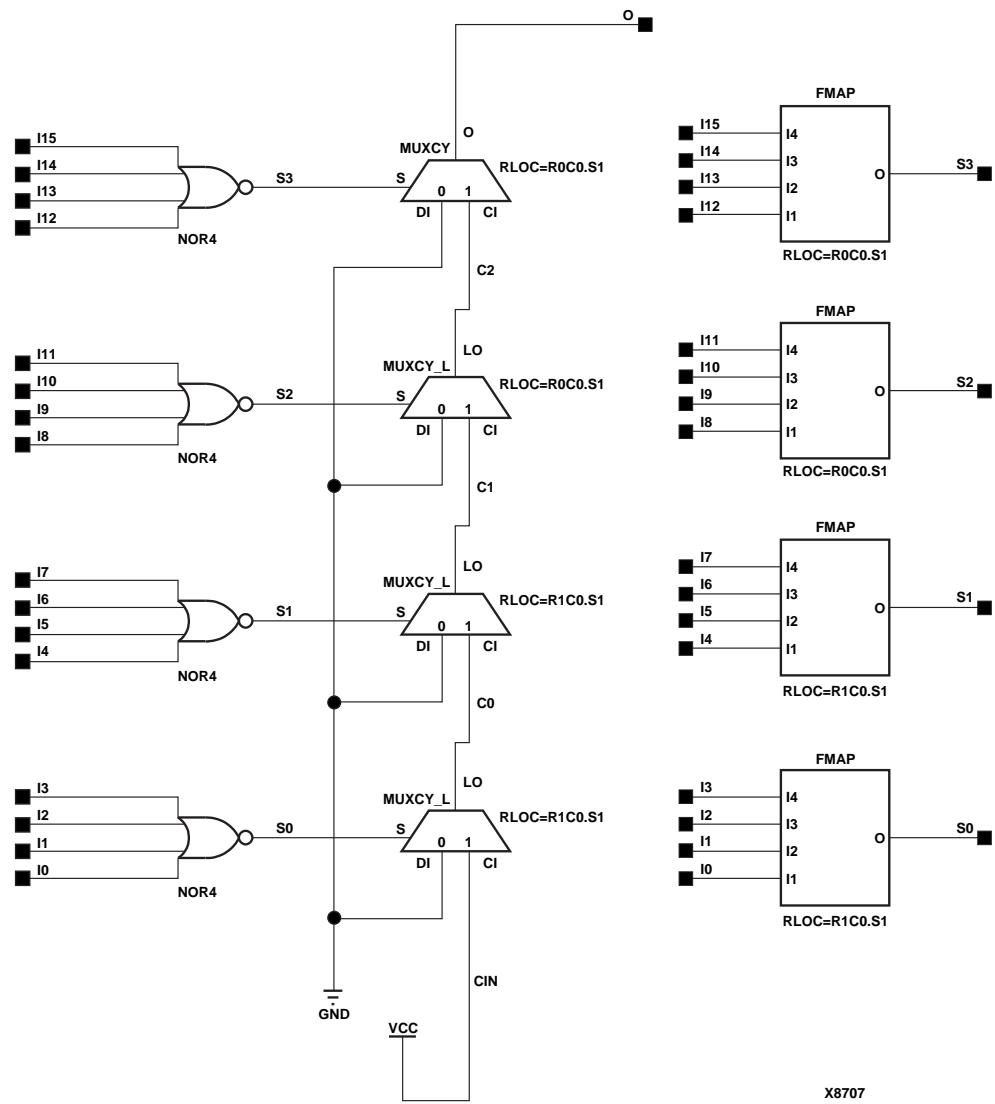 O
O
MUXCY
RLOC=R0C0.S1
I15
I14
I13
I12
NOR4
S3
S
0 1
DI CI
C2
I11
I10
I9
I8
NOR4
S2
LO
MUXCY_L
RLOC=R0C0.S1
S
0 1
DI CI
C1
I7
I6
I5
I4
NOR4
S1
LO
MUXCY_L
RLOC=R1C0.S1
S
0 1
DI CI
C0
I3
I2
I1
I0
NOR4
S0
LO
MUXCY_L
RLOC=R1C0.S1
S
0 1
DI CI
CIN
GND
VCC
FMAP
I15 I4
I14 I3
I13 I2
I12 I1
O S3
RLOC=R0C0.S1
FMAP
I11 I4
I10 I3
I9 I2
I8 I1
O S2
RLOC=R0C0.S1
FMAP
I7 I4
I6 I3
I5 I2
I4 I1
O S1
RLOC=R1C0.S1
FMAP
I3 I4
I2 I3
I1 I2
I0 I1
O S0
RLOC=R1C0.S1
X8707